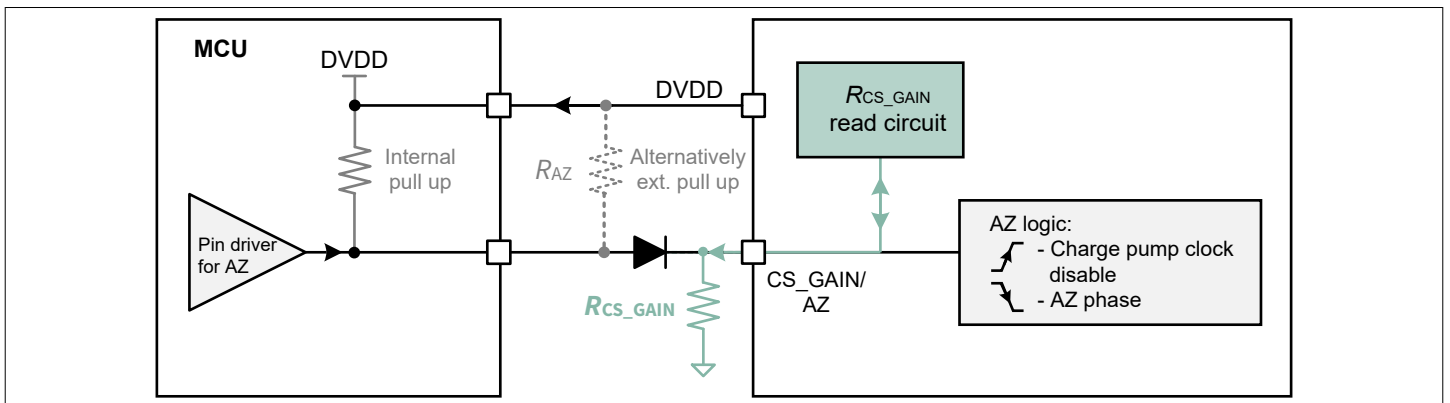 MCU
DVDD
Internal
pull up
Pin driver
for AZ
DVDD
RAZ
Alternatively
ext. pull up
RCS_GAIN
CS_GAIN/
AZ
RCS_GAIN
read circuit
AZ logic:
- Charge pump clock
disable
- AZ phase